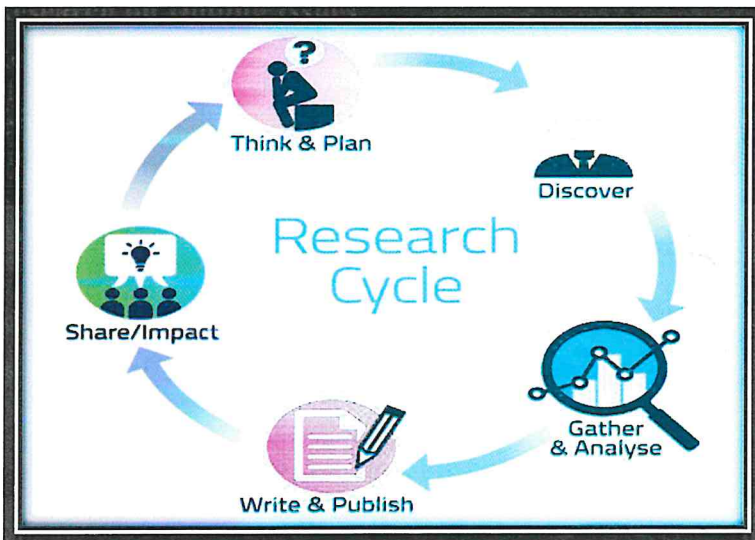 ?
Think & Plan
Discover
Research
Cycle
Share/Impact
Gather
& Analyse
Write & Publish